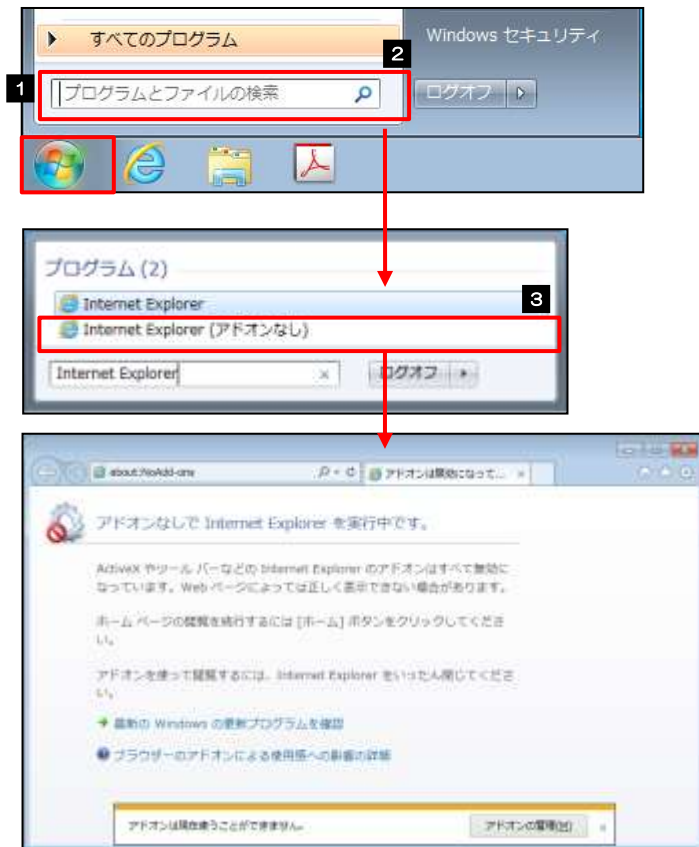 すべてのプログラム
Windows セキュリティ
2
1
プログラムとファイルの検索
ログオフ
プログラム (2)
3
Internet Explorer
Internet Explorer (アドオンなし)
Internet Explorer
ログオフ
about:NoAdd-ons
アドオンは無効になって...
アドオンなしで Internet Explorer を実行中です。
ActiveX やツール バーなどの Internet Explorer のアドオンはすべて無効に
なっています。Web ページによっては正しく表示できない場合があります。
ホーム ページの閲覧を続行するには [ホーム] ボタンをクリックしてくださ
い。
アドオンを使って閲覧するには、Internet Explorer をいったん閉じてくださ
い。
最新の Windows の更新プログラムを確認
ブラウザーのアドオンによる使用感への影響の詳細
アドオンは現在使うことができません。
アドオンの管理(M)